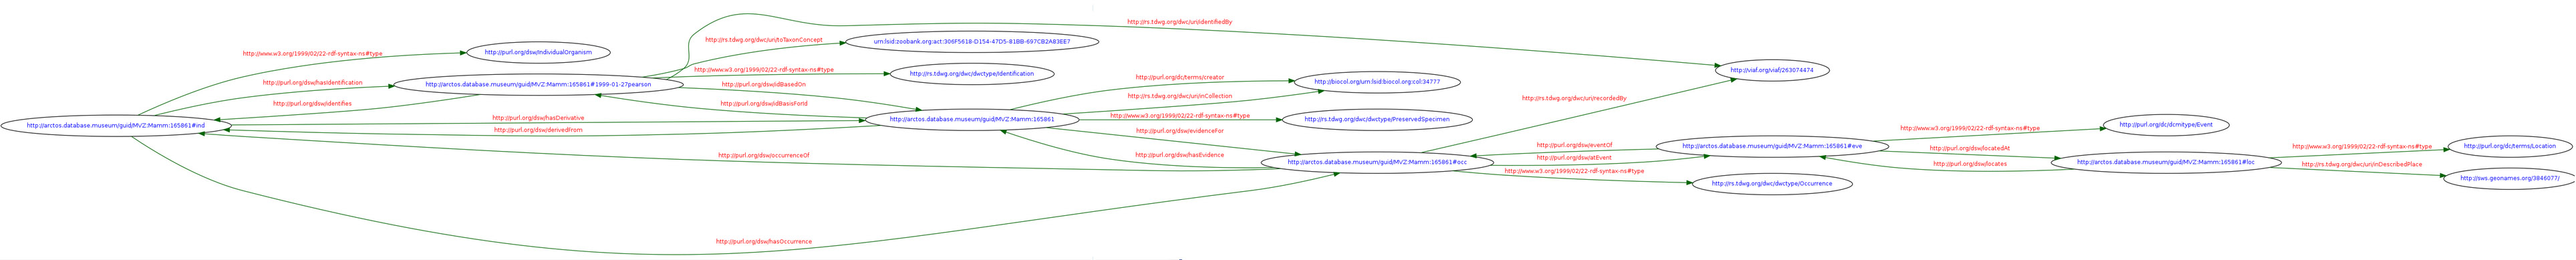 http://rs.tdwg.org/dwc/uri/identifiedBy
http://rs.tdwg.org/dwc/uri/toTaxonConcept
urn:lsid:zoobank.org:act:306F5618-D154-47D5-81BB-697CB2A83EE7
http://www.w3.org/1999/02/22-rdf-syntax-ns#type
http://purl.org/dsw/IndividualOrganism
http://www.w3.org/1999/02/22-rdf-syntax-ns#type
http://rs.tdwg.org/dwc/dwctype/Identification
http://viaf.org/viaf/263074474
http://purl.org/dsw/hasIdentification
http://arctos.database.museum/guid/MVZ:Mamm:165861#1999-01-27pearson
http://purl.org/dsw/idBasedOn
http://purl.org/dc/terms/creator
http://biocol.org/urn:lsid:biocol.org:col:34777
http://purl.org/dsw/identifies
http://purl.org/dsw/idBasisForId
http://rs.tdwg.org/dwc/uri/inCollection
http://rs.tdwg.org/dwc/uri/recordedBy
http://arctos.database.museum/guid/MVZ:Mamm:165861#ind
http://purl.org/dsw/hasDerivative
http://purl.org/dsw/derivedFrom
http://arctos.database.museum/guid/MVZ:Mamm:165861
http://www.w3.org/1999/02/22-rdf-syntax-ns#type
http://rs.tdwg.org/dwc/dwctype/PreservedSpecimen
http://purl.org/dsw/evidenceFor
http://www.w3.org/1999/02/22-rdf-syntax-ns#type
http://purl.org/dc/dcmitype/Event
http://purl.org/dsw/occurrenceOf
http://purl.org/dsw/hasEvidence
http://arctos.database.museum/guid/MVZ:Mamm:165861#occ
http://purl.org/dsw/eventOf
http://purl.org/dsw/atEvent
http://arctos.database.museum/guid/MVZ:Mamm:165861#eve
http://purl.org/dsw/locatedAt
http://purl.org/dsw/locates
http://arctos.database.museum/guid/MVZ:Mamm:165861#loc
http://www.w3.org/1999/02/22-rdf-syntax-ns#type
http://purl.org/dc/terms/Location
http://rs.tdwg.org/dwc/uri/inDescribedPlace
http://sws.geonames.org/3846077/
http://www.w3.org/1999/02/22-rdf-syntax-ns#type
http://rs.tdwg.org/dwc/dwctype/Occurrence
http://purl.org/dsw/hasOccurrence